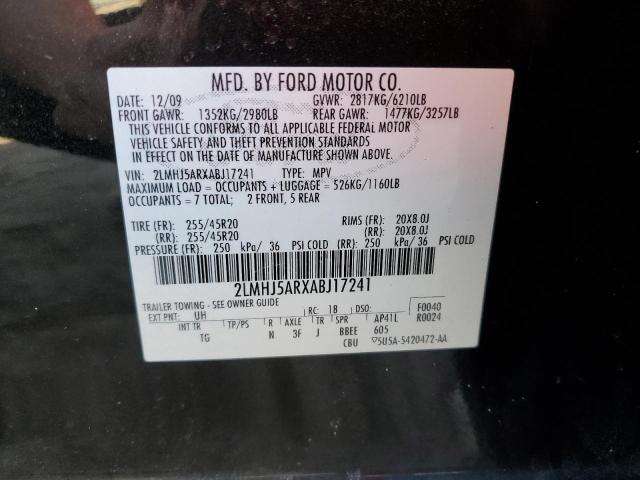 MFD. BY FORD MOTOR CO.
DATE: 12/09 GVWR: 2817KG/6210LB
FRONT GAWR: 1352KG/2980LB REAR GAWR: 1477KG/3257LB
THIS VEHICLE CONFORMS TO ALL APPLICABLE FEDERAL MOTOR
VEHICLE SAFETY AND THEFT PREVENTION STANDARDS
IN EFFECT ON THE DATE OF MANUFACTURE SHOWN ABOVE.
VIN: 2LMHJ5ARXABJ17241 TYPE: MPV
MAXIMUM LOAD = OCCUPANTS + LUGGAGE = 526KG/1160LB
OCCUPANTS = 7 TOTAL: 2 FRONT, 5 REAR
TIRE (FR): 255/45R20 RIMS (FR): 20X8.0J
(RR): 255/45R20 (RR): 20X8.0J
PRESSURE (FR): 250 kPa/ 36 PSI COLD (RR): 250 kPa/ 36 PSI COLD
2LMHJ5ARXABJ17241
TRAILER TOWING - SEE OWNER GUIDE
EXT PNT: UH RC: 18 DSO: F0040
INT TR TP/PS R AXLE TR SPR AP41L R0024
TG N 3F J BBEE 605
CBU 5U5A-5420472-AA